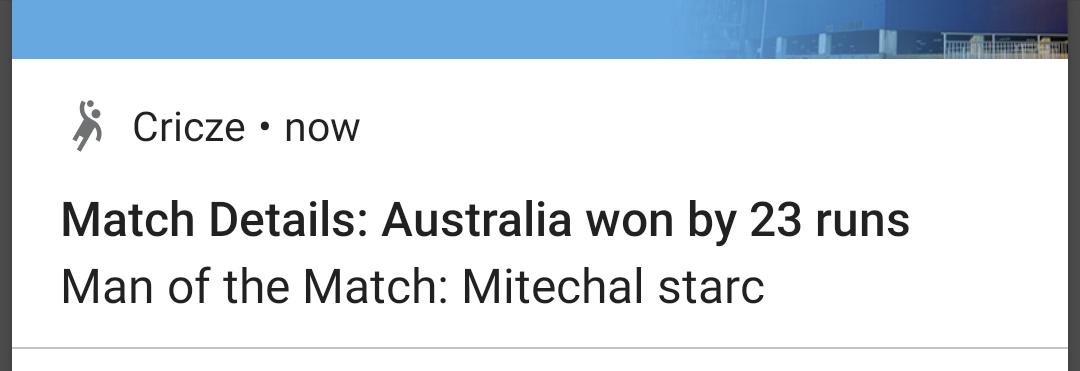 Cricze • now
Match Details: Australia won by 23 runs
Man of the Match: Mitechal starc